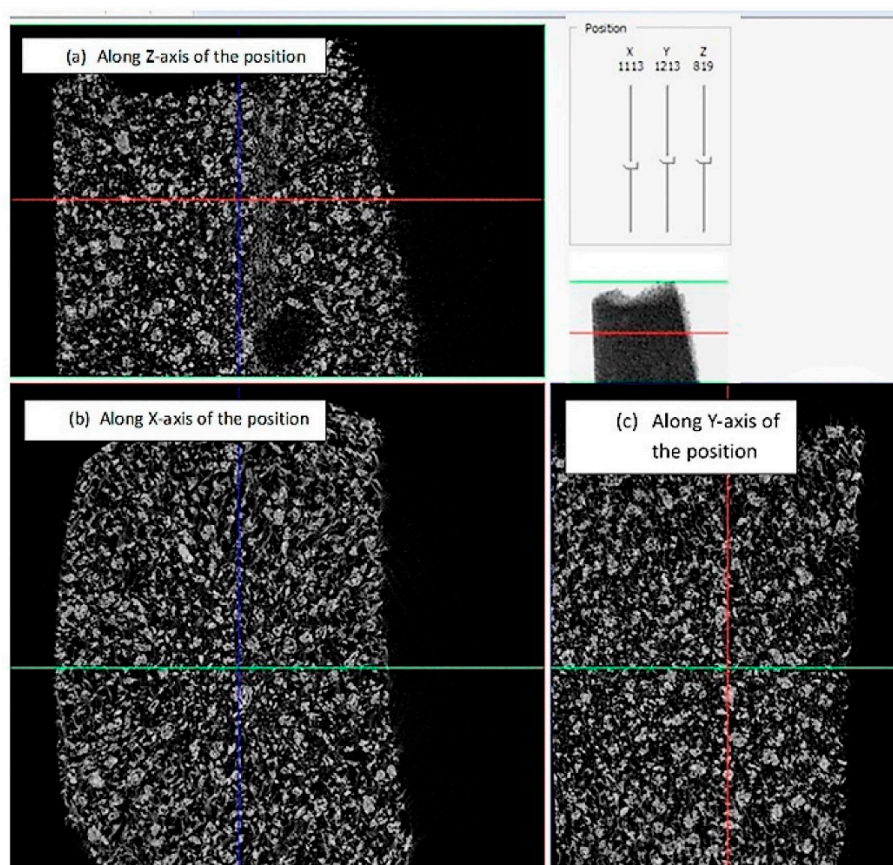 (a) Along Z-axis of the position
Position
X Y Z
1113 1213 819
(b) Along X-axis of the position
(c) Along Y-axis of
the position